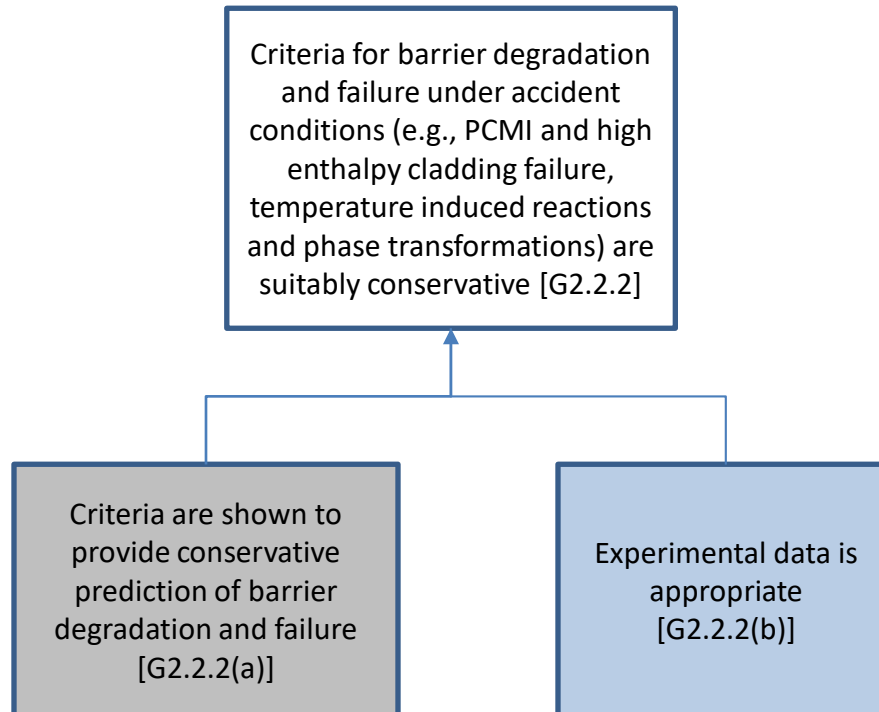 Criteria for barrier degradation
and failure under accident
conditions (e.g., PCMI and high
enthalpy cladding failure,
temperature induced reactions
and phase transformations) are
suitably conservative [G2.2.2]
Criteria are shown to
provide conservative
prediction of barrier
degradation and failure
[G2.2.2(a)]
Experimental data is
appropriate
[G2.2.2(b)]